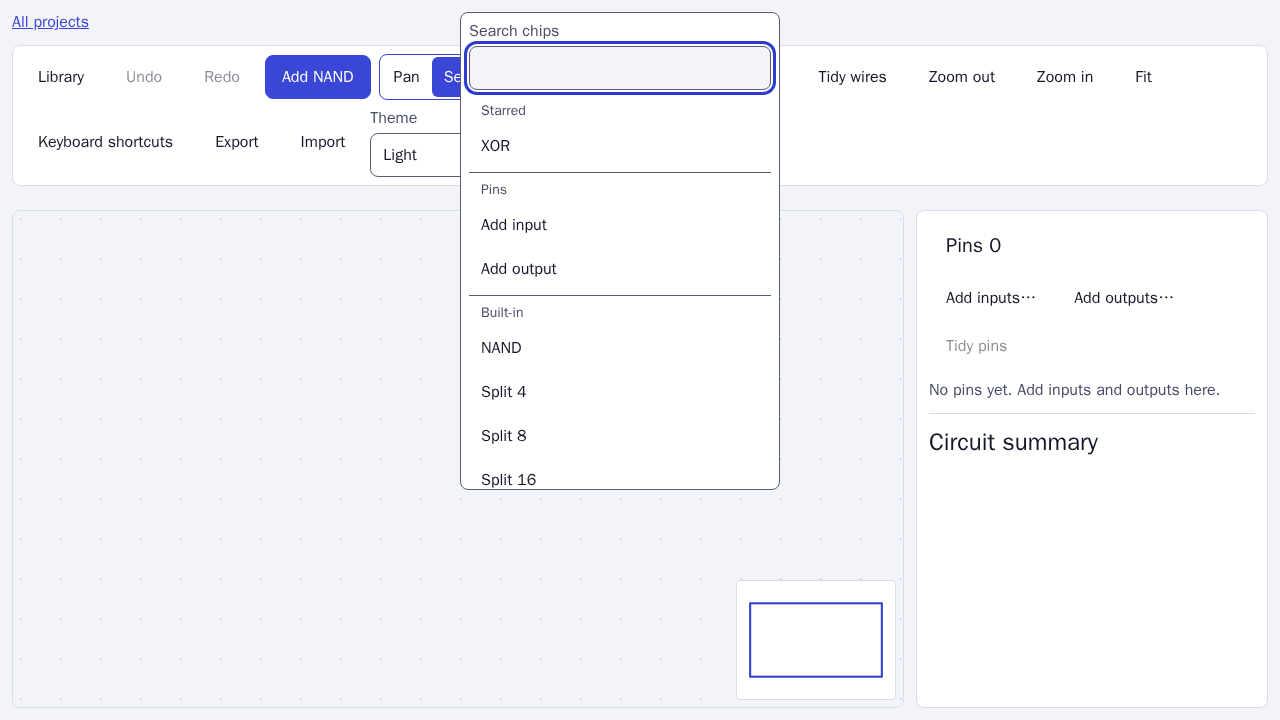 All projects
Search chips
Library Undo Redo Add NAND Pan Se Tidy wires Zoom out Zoom in Fit
Starred
Theme
Keyboard shortcuts Export Import Light
XOR
Pins
Add input
Add output
Built-in
NAND
Split 4
Split 8
Split 16
Pins 0
Add inputs… Add outputs…
Tidy pins
No pins yet. Add inputs and outputs here.
Circuit summary